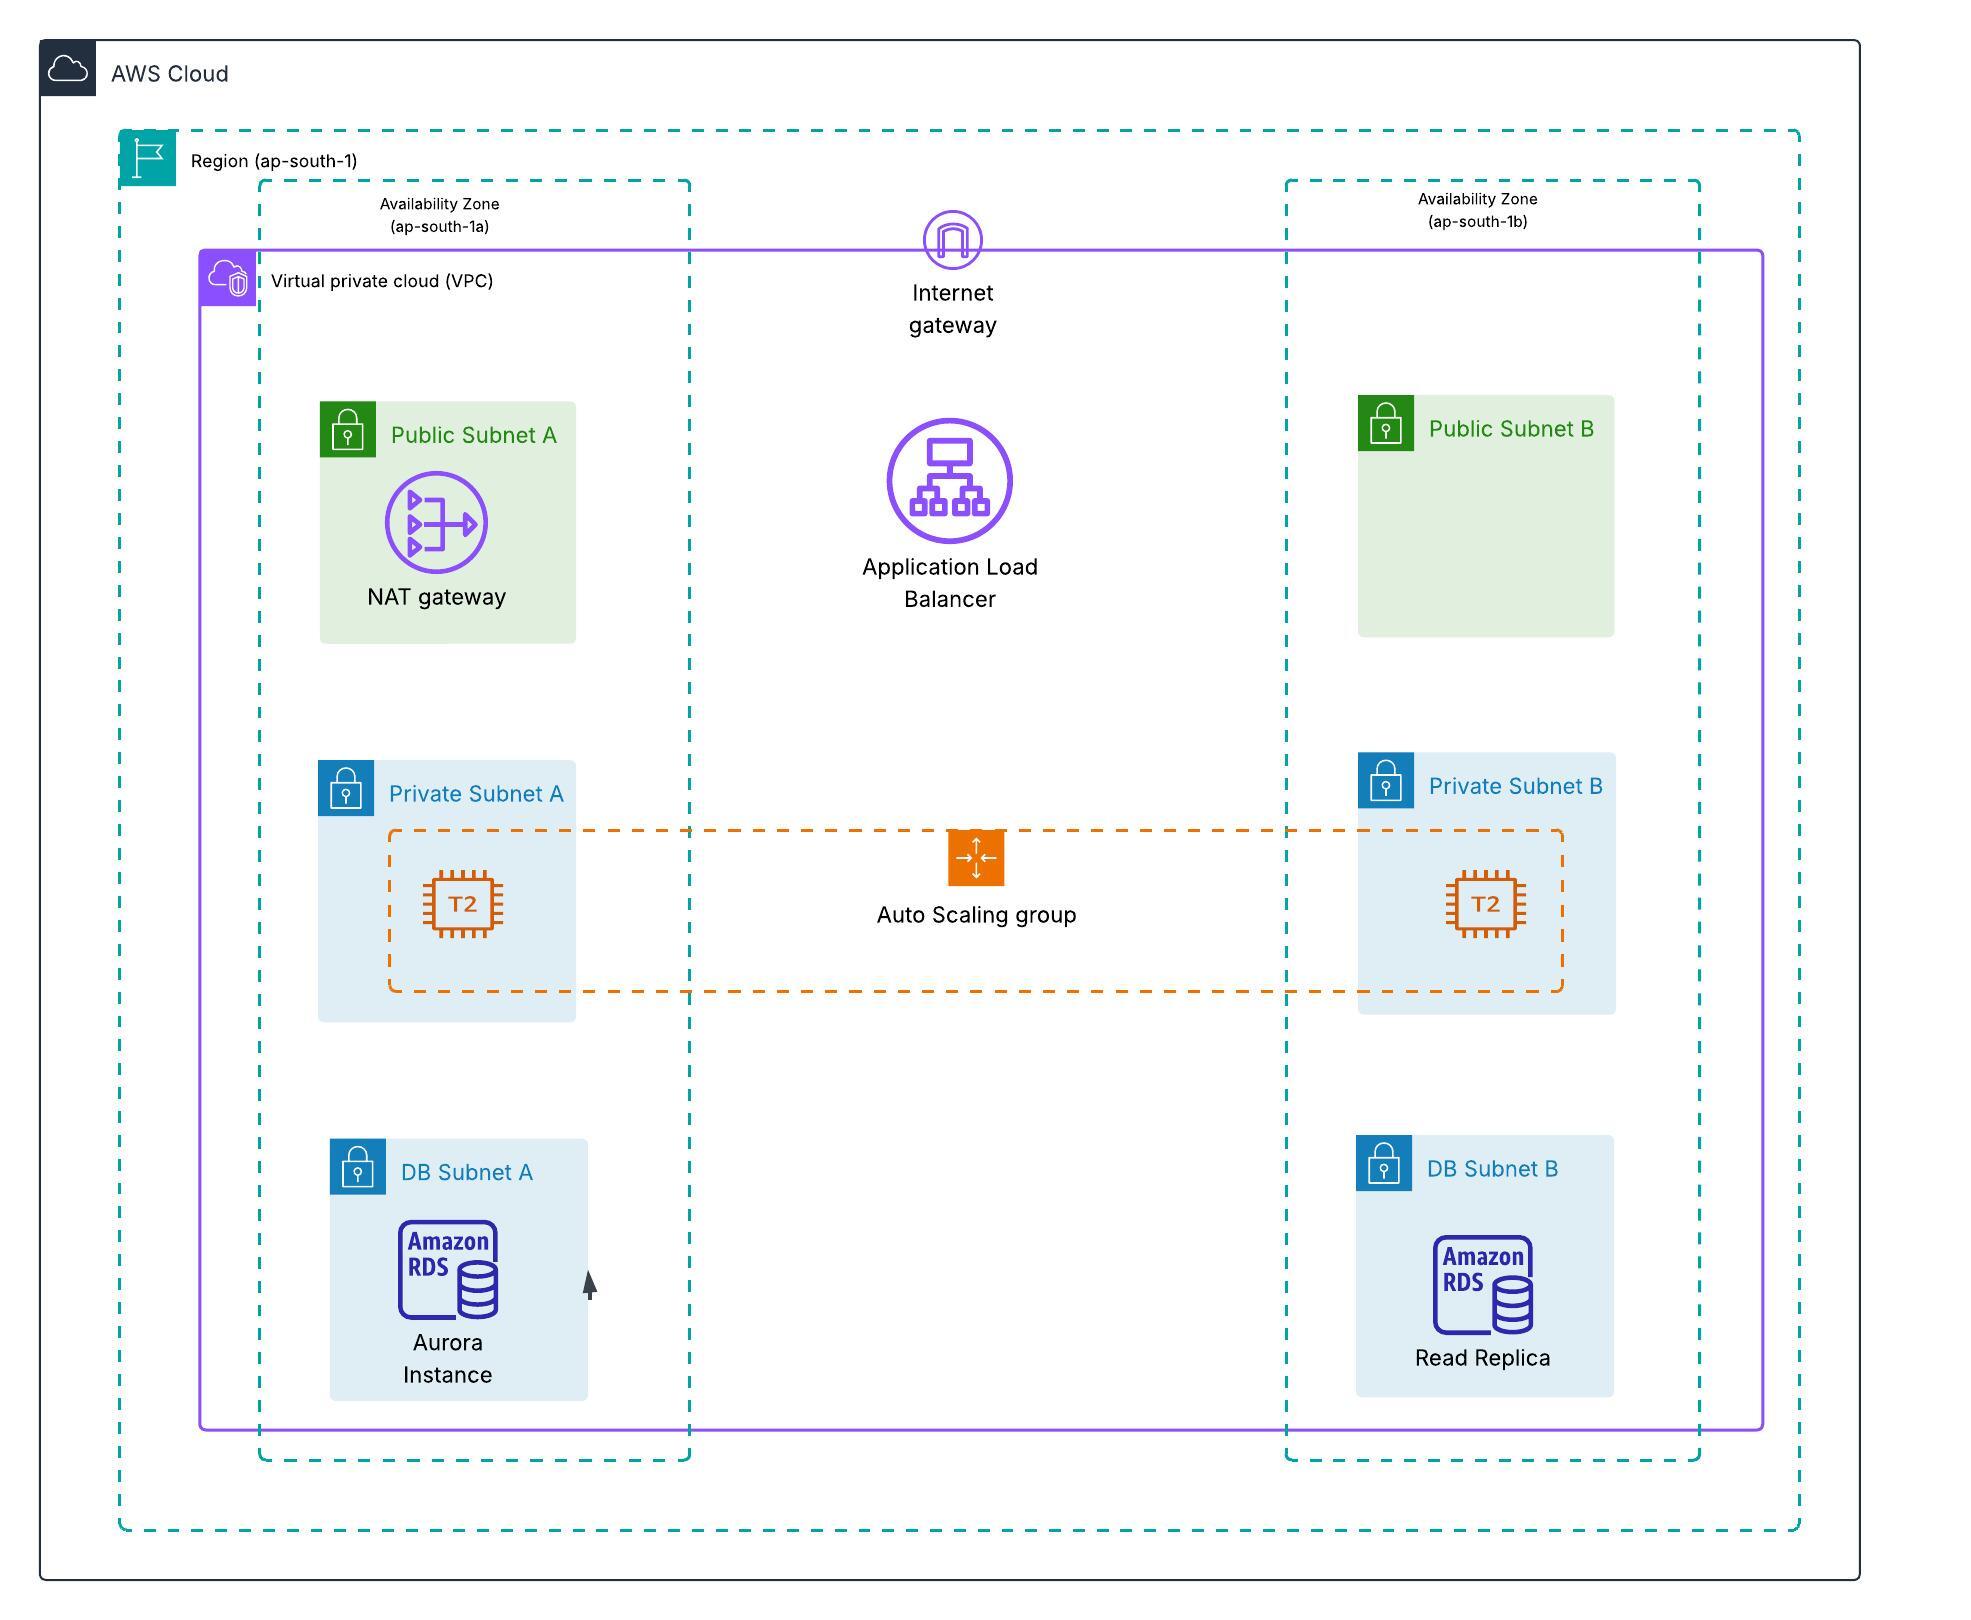 AWS Cloud
Region (ap-south-1)
Availability Zone
(ap-south-1a)
Availability Zone
(ap-south-1b)
Virtual private cloud (VPC)
Internet
gateway
Public Subnet A
NAT gateway
Application Load
Balancer
Public Subnet B
Private Subnet A
T2
Auto Scaling group
Private Subnet B
T2
DB Subnet A
Amazon
RDS
Aurora
Instance
DB Subnet B
Amazon
RDS
Read Replica